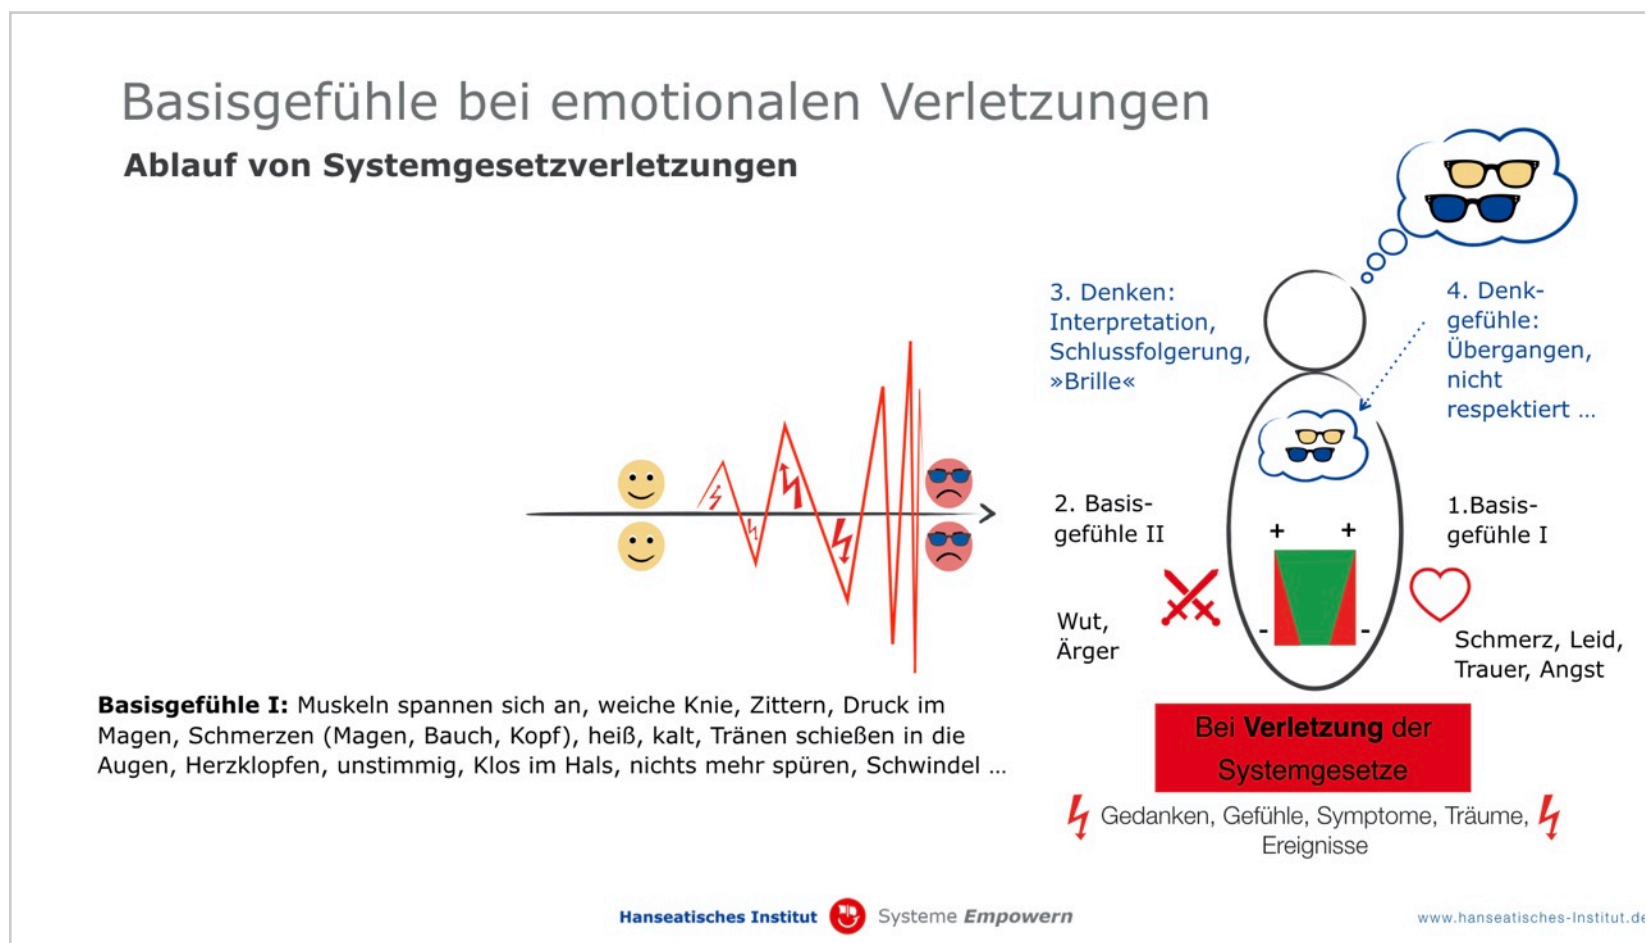 Basisgefühle bei emotionalen Verletzungen
Ablauf von Systemgesetzverletzungen
3. Denken:
Interpretation,
Schlussfolgerung,
»Brille«
4. Denk-
gefühle:
Übergangen,
nicht
respektiert ...
2. Basis-
gefühle II
Wut,
Ärger
1.Basis-
gefühle I
Schmerz, Leid,
Trauer, Angst
+ +
- -
Basisgefühle I: Muskeln spannen sich an, weiche Knie, Zittern, Druck im
Magen, Schmerzen (Magen, Bauch, Kopf), heiß, kalt, Tränen schießen in die
Augen, Herzklopfen, unstimmig, Klos im Hals, nichts mehr spüren, Schwindel ...
Bei Verletzung der
Systemgesetze
Gedanken, Gefühle, Symptome, Träume,
Ereignisse
Hanseatisches Institut Systeme Empowern
www.hanseatisches-Institut.de